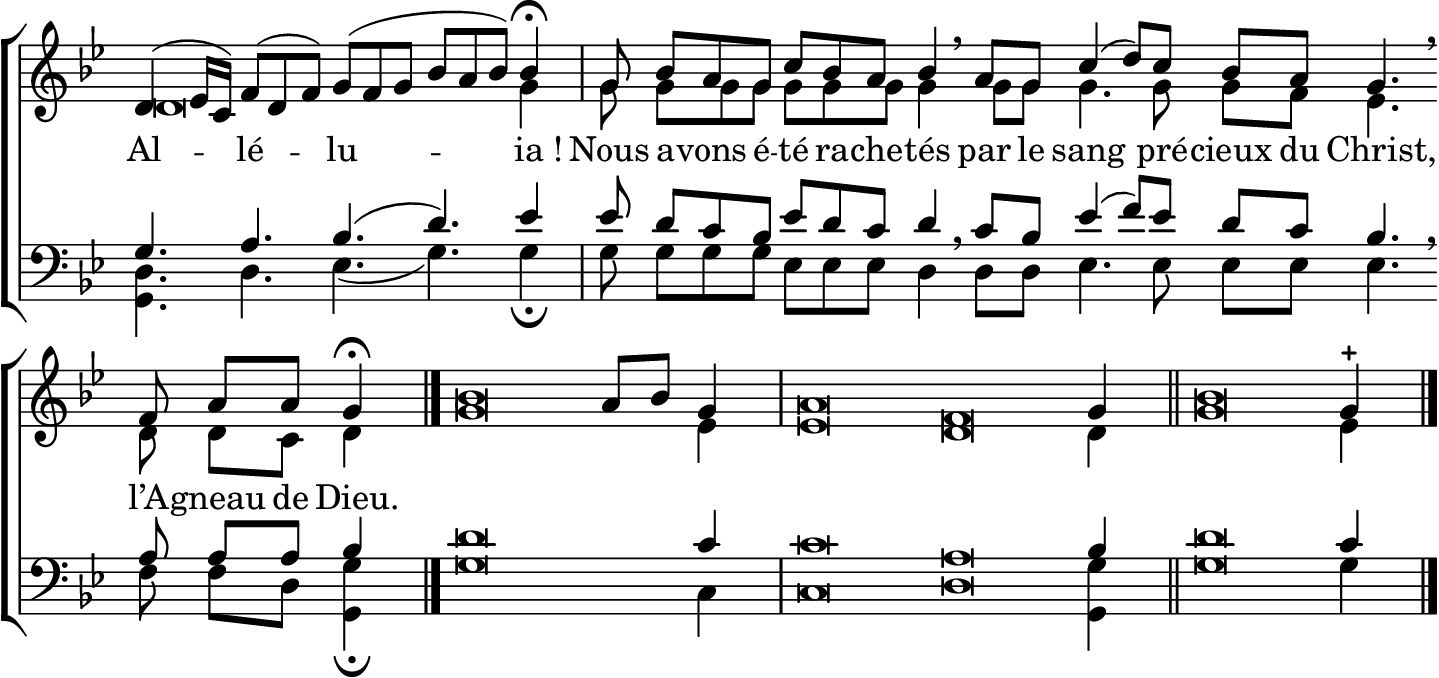 Al -- lé -- lu -- ia ! Nous avons é-té rachetés par le sang précieux du Christ,
l’Agneau de Dieu.